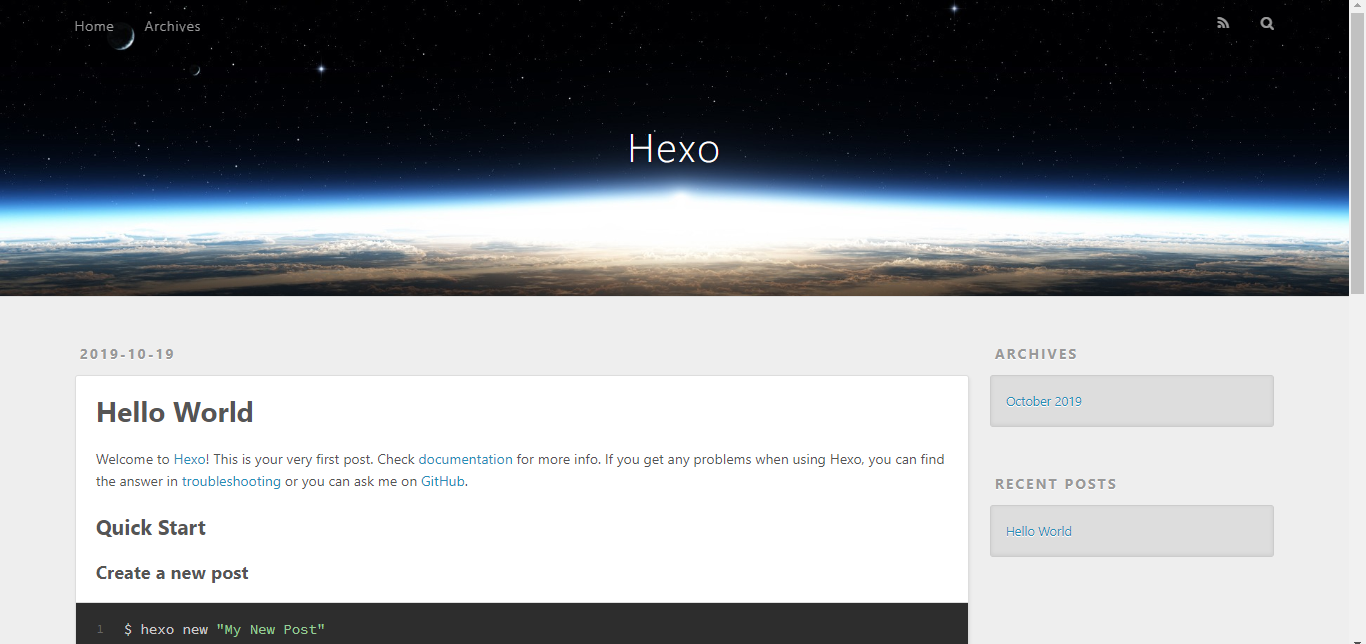 Home Archives
Hexo
2019-10-19
Hello World
Welcome to Hexo! This is your very first post. Check documentation for more info. If you get any problems when using Hexo, you can find
the answer in troubleshooting or you can ask me on GitHub.
Quick Start
Create a new post
1 $ hexo new "My New Post"
ARCHIVES
October 2019
RECENT POSTS
Hello World